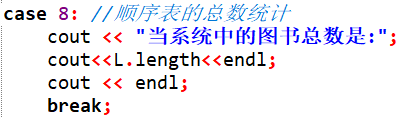 case 8: //顺序表的总数统计
cout << "当系统中的图书总数是:";
cout<<L.length<<endl;
cout << endl;
break;